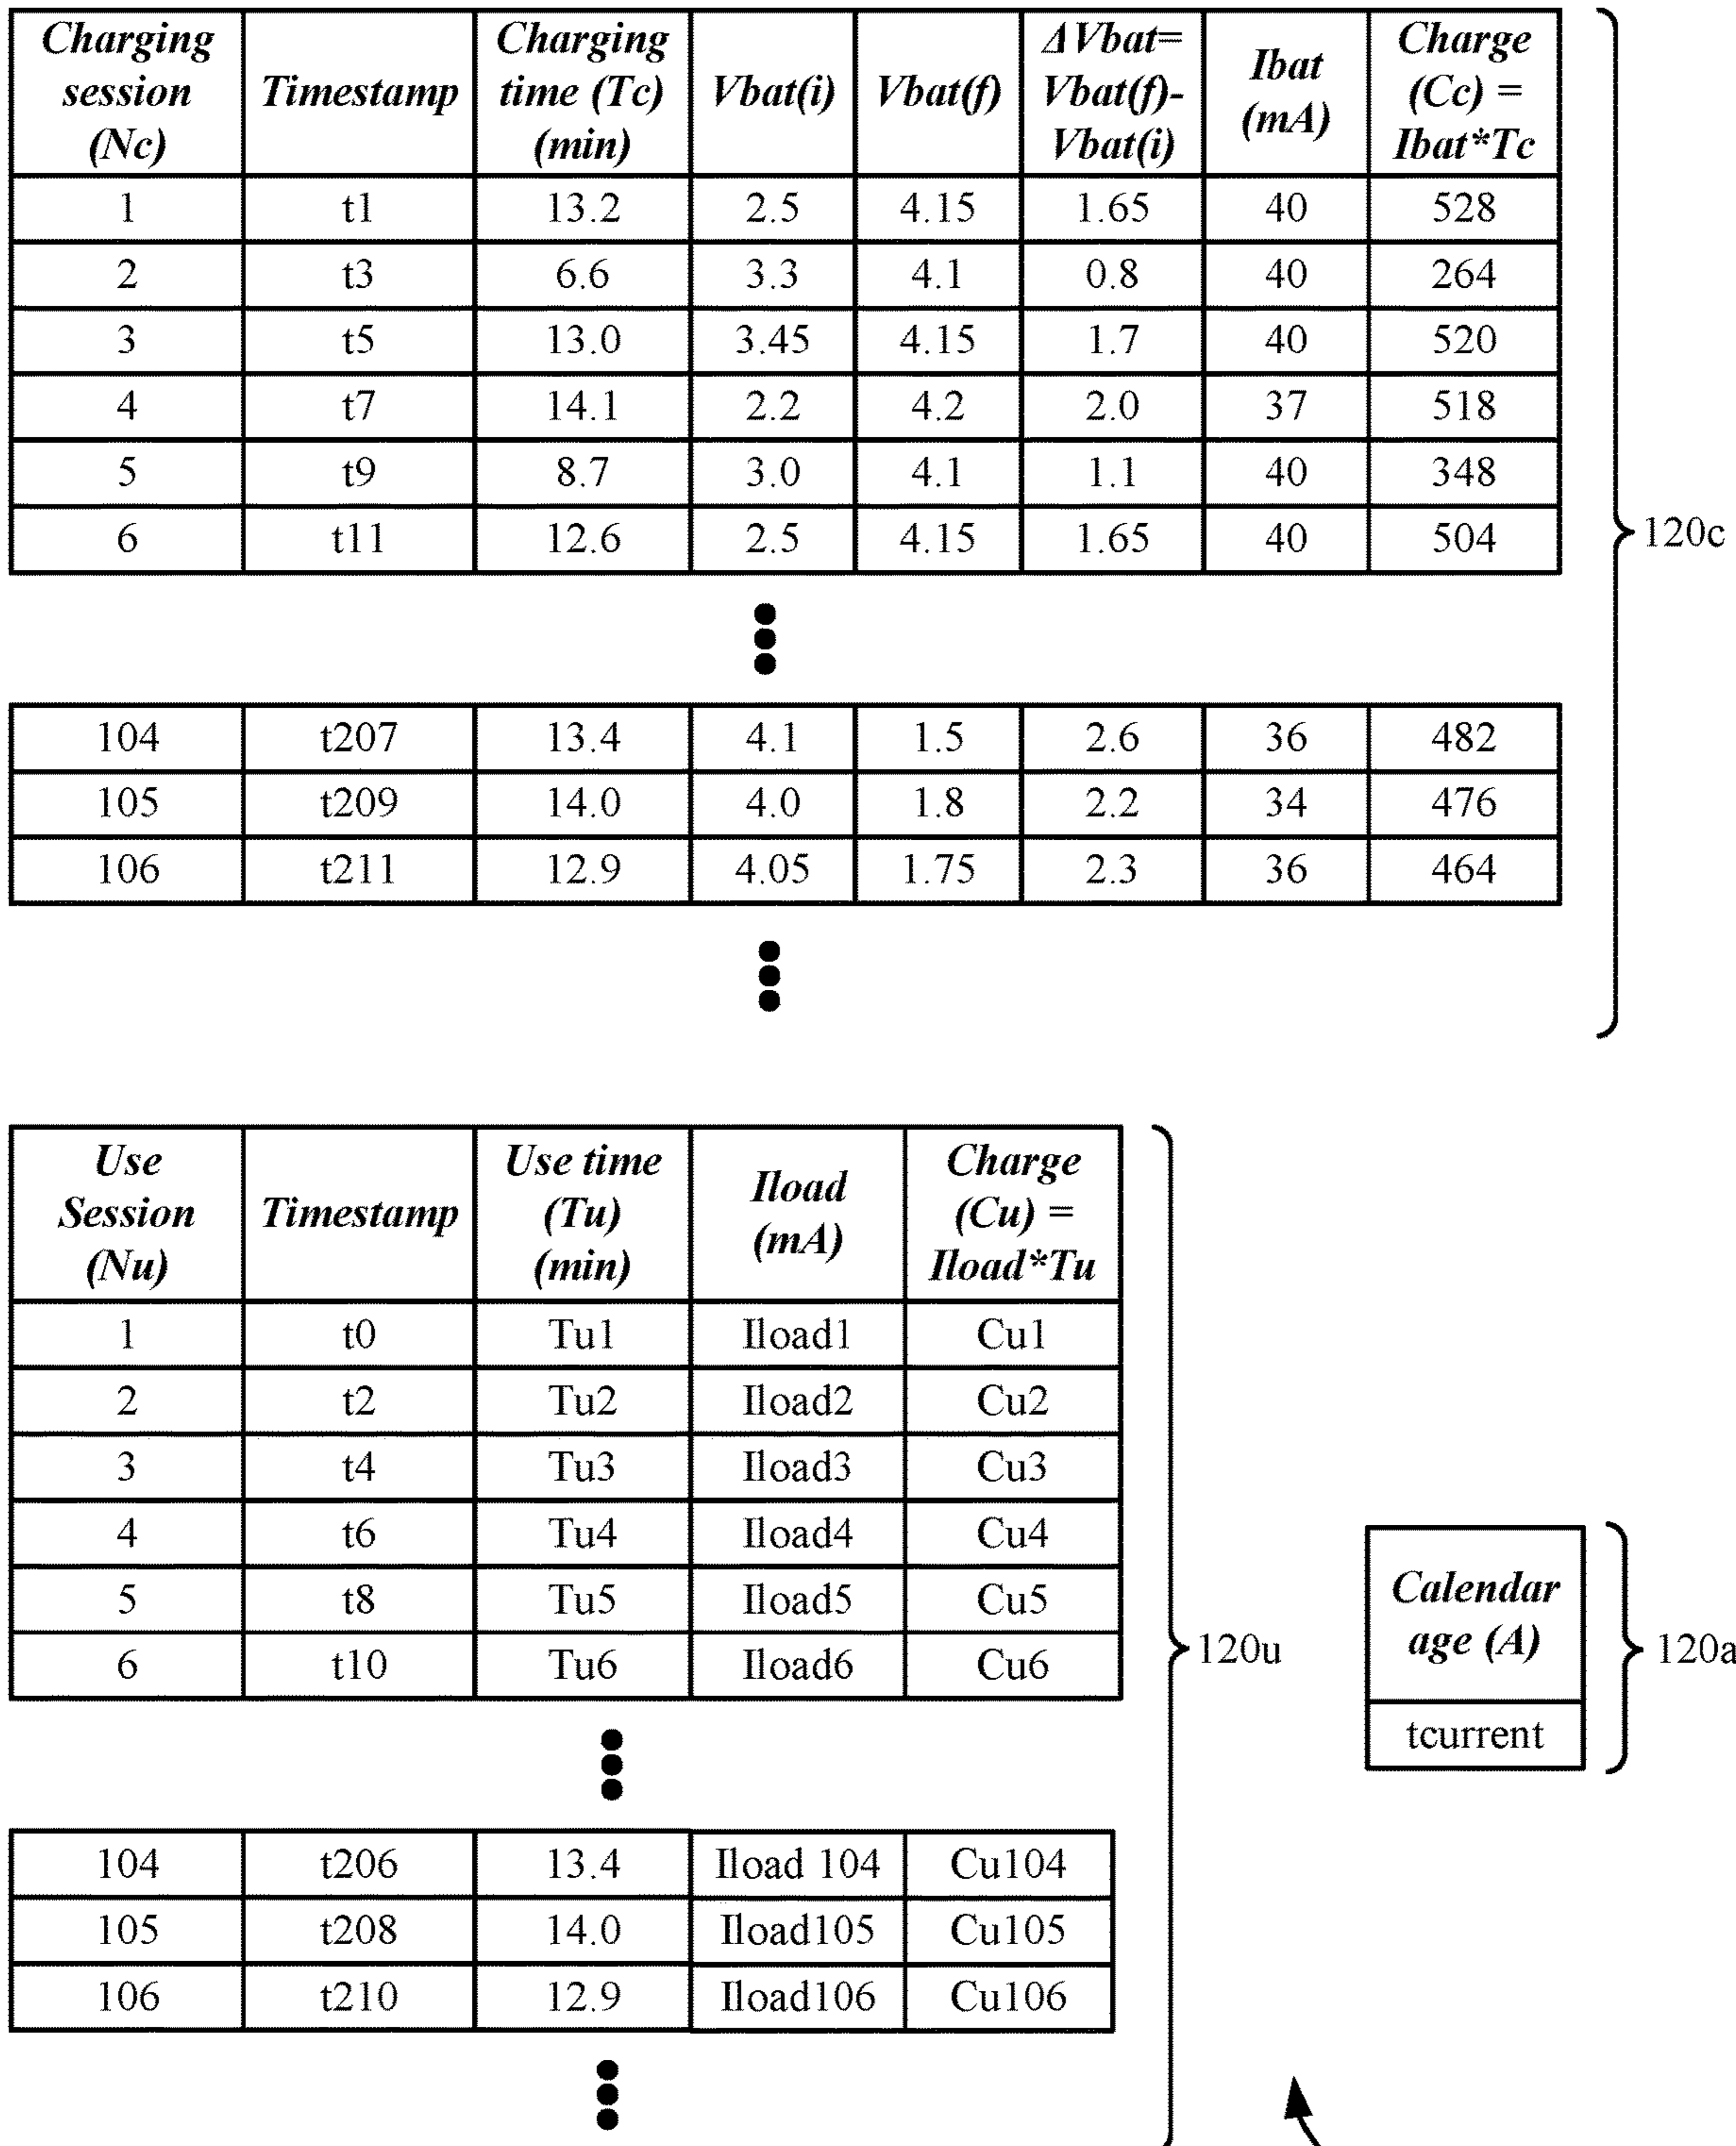 Charging session (Nc) Timestamp Charging time (Tc) (min) Vbat(i) Vbat(f) ΔVbat= Vbat(f)- Vbat(i) Ibat (mA) Charge (Cc) = Ibat*Tc
1 t1 13.2 2.5 4.15 1.65 40 528
2 t3 6.6 3.3 4.1 0.8 40 264
3 t5 13.0 3.45 4.15 1.7 40 520
4 t7 14.1 2.2 4.2 2.0 37 518
5 t9 8.7 3.0 4.1 1.1 40 348
6 t11 12.6 2.5 4.15 1.65 40 504
120c
104 t207 13.4 4.1 1.5 2.6 36 482
105 t209 14.0 4.0 1.8 2.2 34 476
106 t211 12.9 4.05 1.75 2.3 36 464
Use Session (Nu) Timestamp Use time (Tu) (min) Iload (mA) Charge (Cu) = Iload*Tu
1 t0 Tu1 Iload1 Cu1
2 t2 Tu2 Iload2 Cu2
3 t4 Tu3 Iload3 Cu3
4 t6 Tu4 Iload4 Cu4
5 t8 Tu5 Iload5 Cu5
6 t10 Tu6 Iload6 Cu6
120u
104 t206 13.4 Iload 104 Cu104
105 t208 14.0 Iload105 Cu105
106 t210 12.9 Iload106 Cu106
Calendar
age (A)
tcurrent
120a